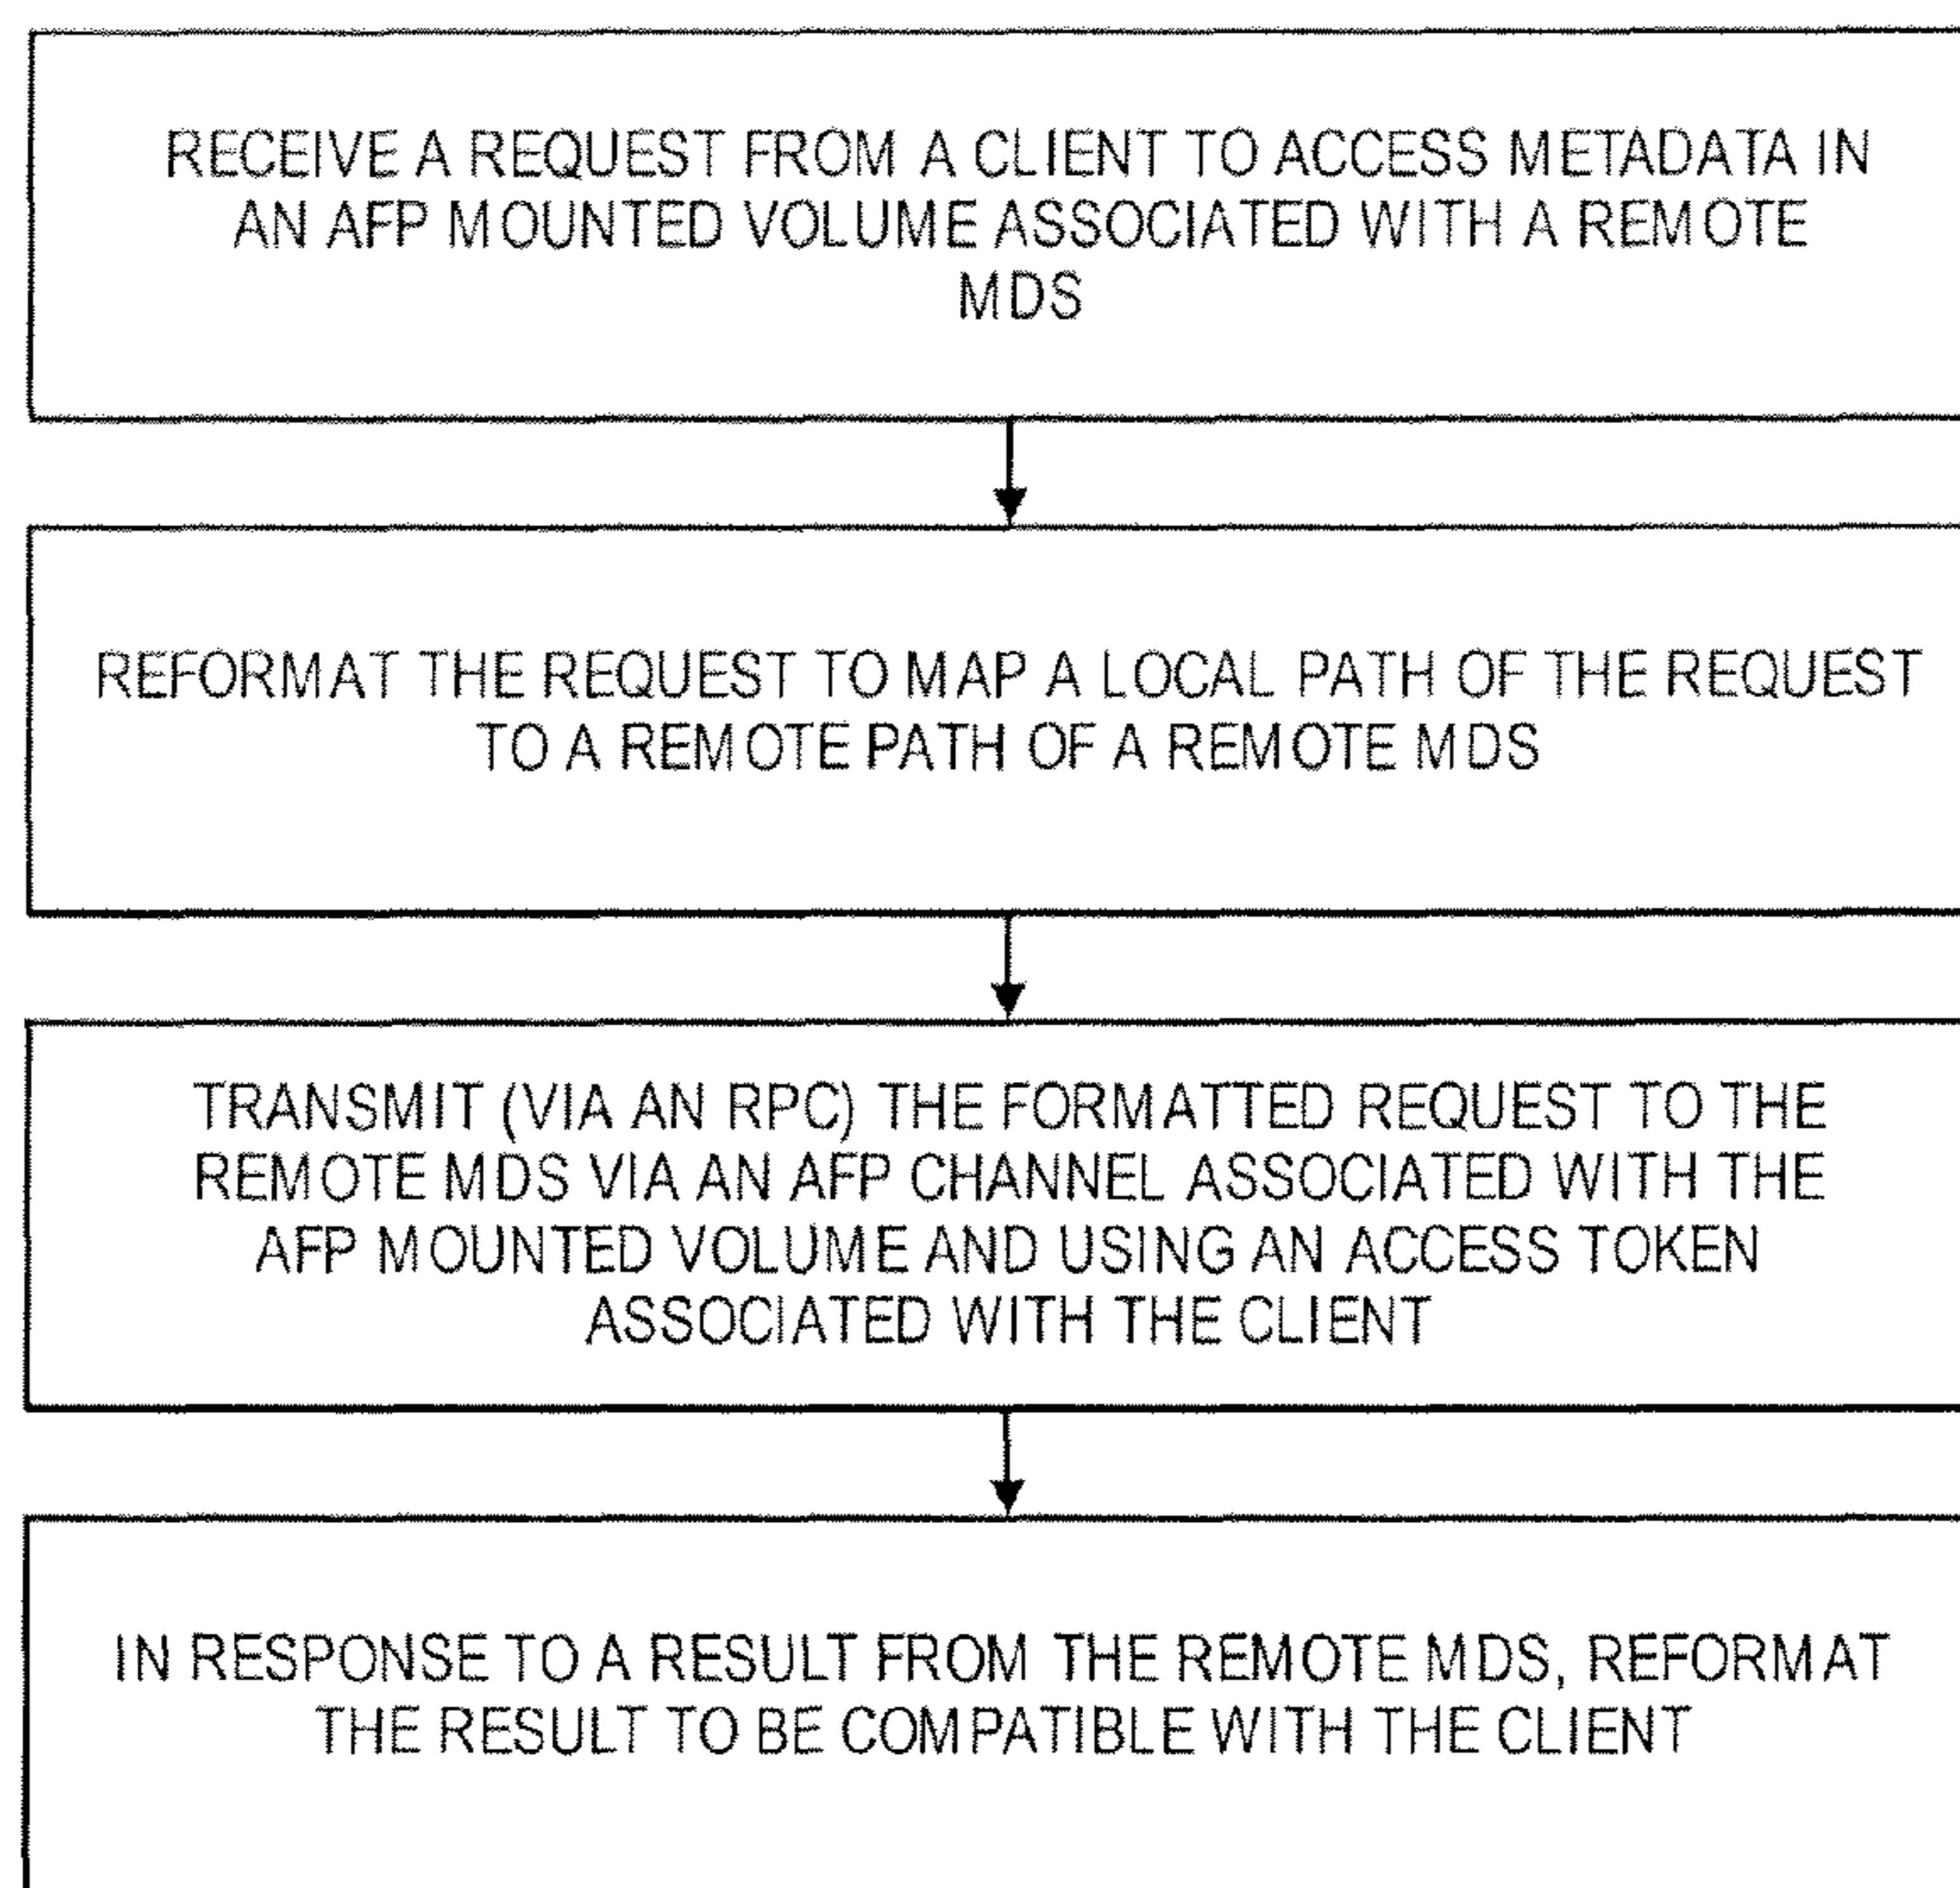 RECEIVE A REQUEST FROM A CLIENT TO ACCESS METADATA IN
AN AFP MOUNTED VOLUME ASSOCIATED WITH A REMOTE
MDS
REFORMAT THE REQUEST TO MAP A LOCAL PATH OF THE REQUEST
TO A REMOTE PATH OF A REMOTE MDS
TRANSMIT (VIA AN RPC) THE FORMATTED REQUEST TO THE
REMOTE MDS VIA AN AFP CHANNEL ASSOCIATED WITH THE
AFP MOUNTED VOLUME AND USING AN ACCESS TOKEN
ASSOCIATED WITH THE CLIENT
IN RESPONSE TO A RESULT FROM THE REMOTE MDS, REFORMAT
THE RESULT TO BE COMPATIBLE WITH THE CLIENT